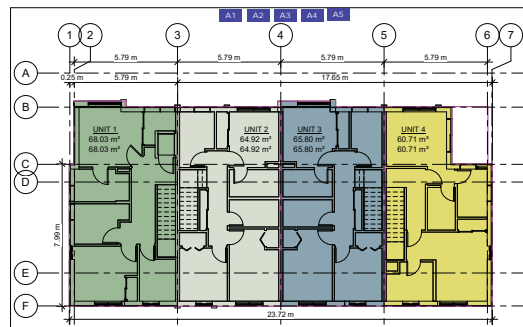 A1 A2 A3 A4 A5
1 2 3 4 5 6 7
5.79 m 5.79 m 5.79 m 5.79 m
A
0.25 m 5.79 m 17.65 m
B
UNIT 1
68.03 m²
68.03 m²
UNIT 2
64.92 m²
64.92 m²
UNIT 3
65.80 m²
65.80 m²
UNIT 4
60.71 m²
60.71 m²
C
D
7.99 m
E
F
23.72 m